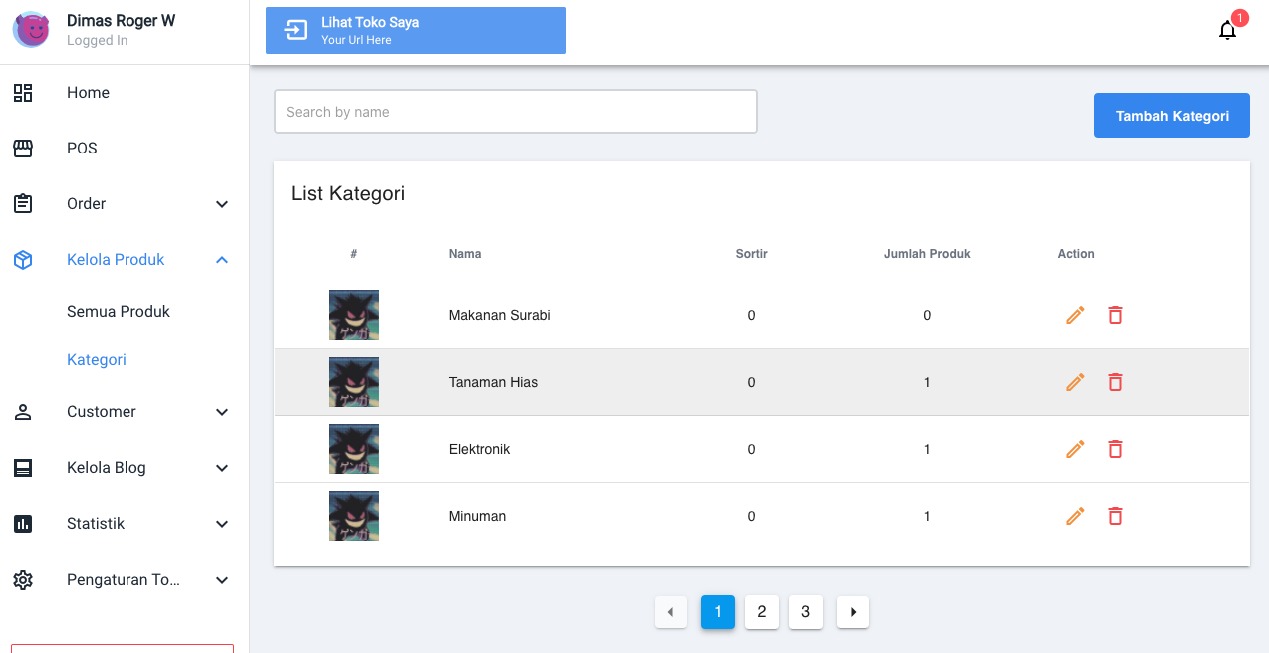 Dimas Roger W
Logged In
Lihat Toko Saya
Your Url Here
1
Home
POS
Order
Kelola Produk
Semua Produk
Kategori
Customer
Kelola Blog
Statistik
Pengaturan To...
Search by name
Tambah Kategori
List Kategori
# Nama Sortir Jumlah Produk Action
ゲンガ
Makanan Surabi 0 0
ゲンガ
Tanaman Hias 0 1
ゲンガ
Elektronik 0 1
ゲンガ
Minuman 0 1
1 2 3